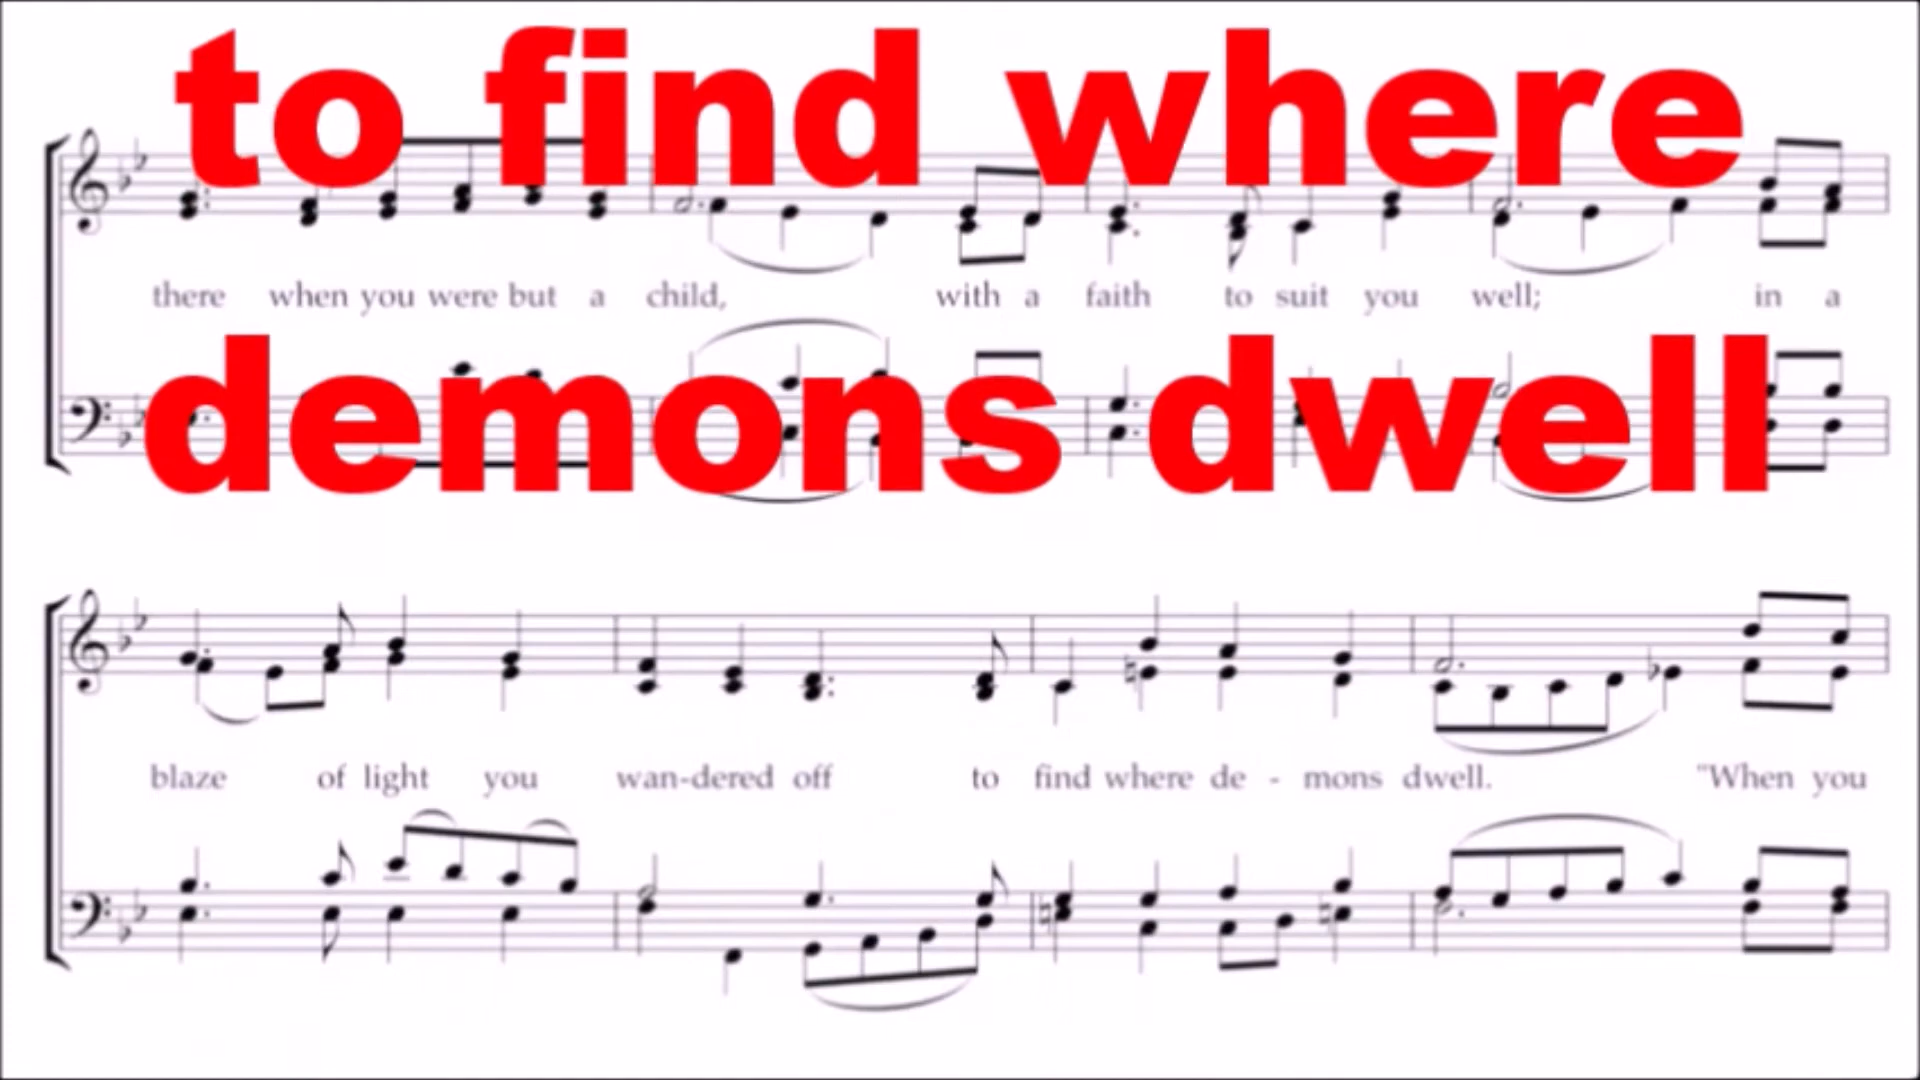 to find where
there when you were but a child, with a faith to suit you well; in a
demons dwell
blaze of light you wan-dered off to find where de - mons dwell. "When you